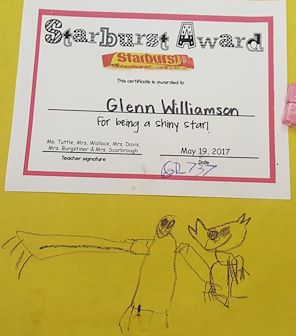 Starburst Award
Starburst
This certificate is awarded to
Glenn Williamson
for being a shiny star!
Ms. Tuttle, Mrs. Wallace, Mrs. Davis,
Mrs. Burgstiner & Mrs. Scarbrough
May 19, 2017
Teacher signature
Date